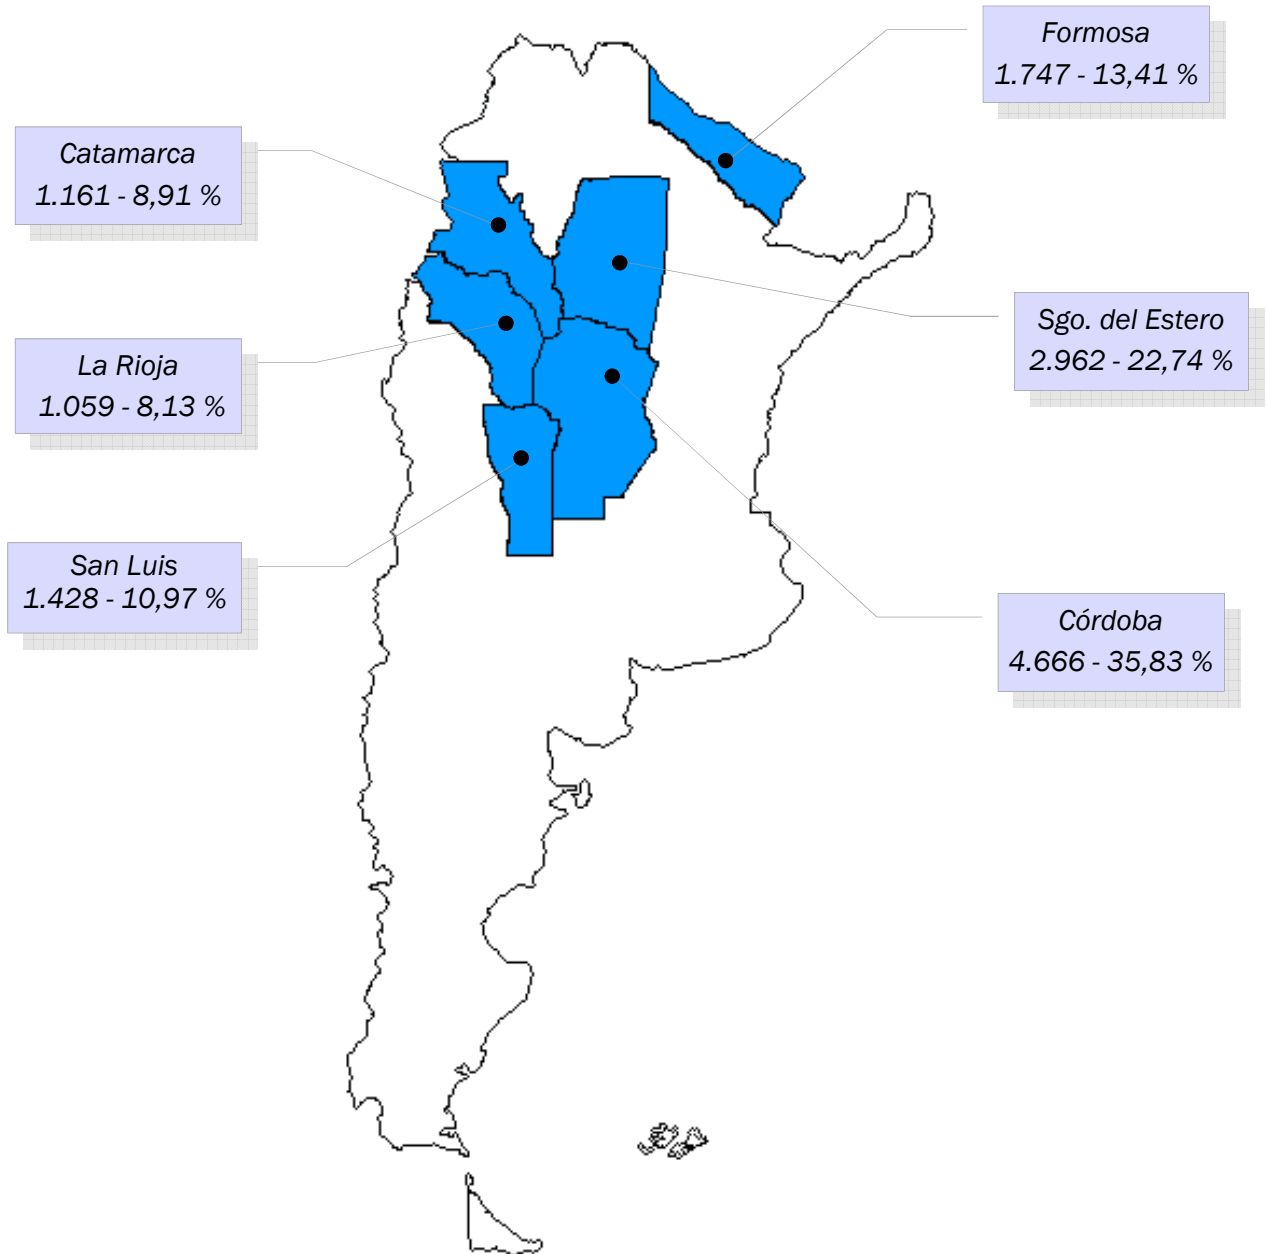 Formosa
1.747 - 13,41 %
Catamarca
1.161 - 8,91 %
Sgo. del Estero
2.962 - 22,74 %
La Rioja
1.059 - 8,13 %
San Luis
1.428 - 10,97 %
Córdoba
4.666 - 35,83 %